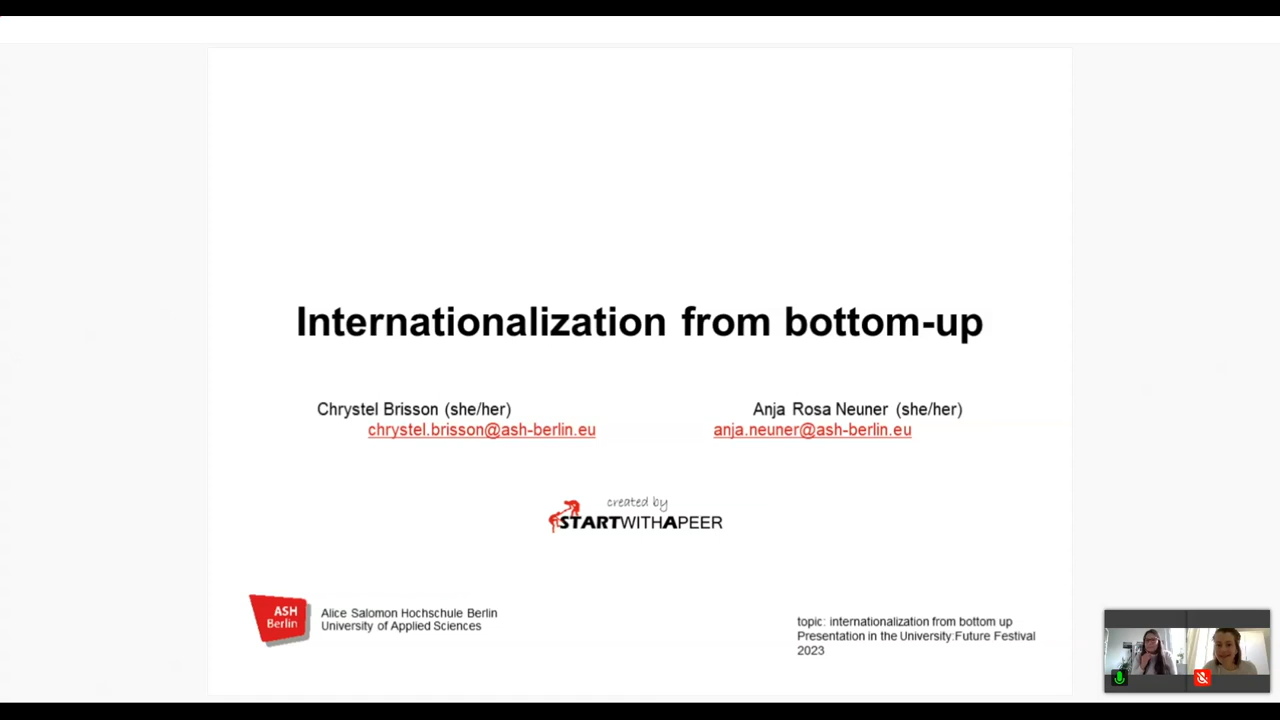 Internationalization from bottom-up
Chrystel Brisson (she/her)
chrystel.brisson@ash-berlin.eu
Anja Rosa Neuner (she/her)
anja.neuner@ash-berlin.eu
created by
STARTWITHAPEER
ASH
Berlin
Alice Salomon Hochschule Berlin
University of Applied Sciences
topic: internationalization from bottom up
Presentation in the University:Future Festival
2023